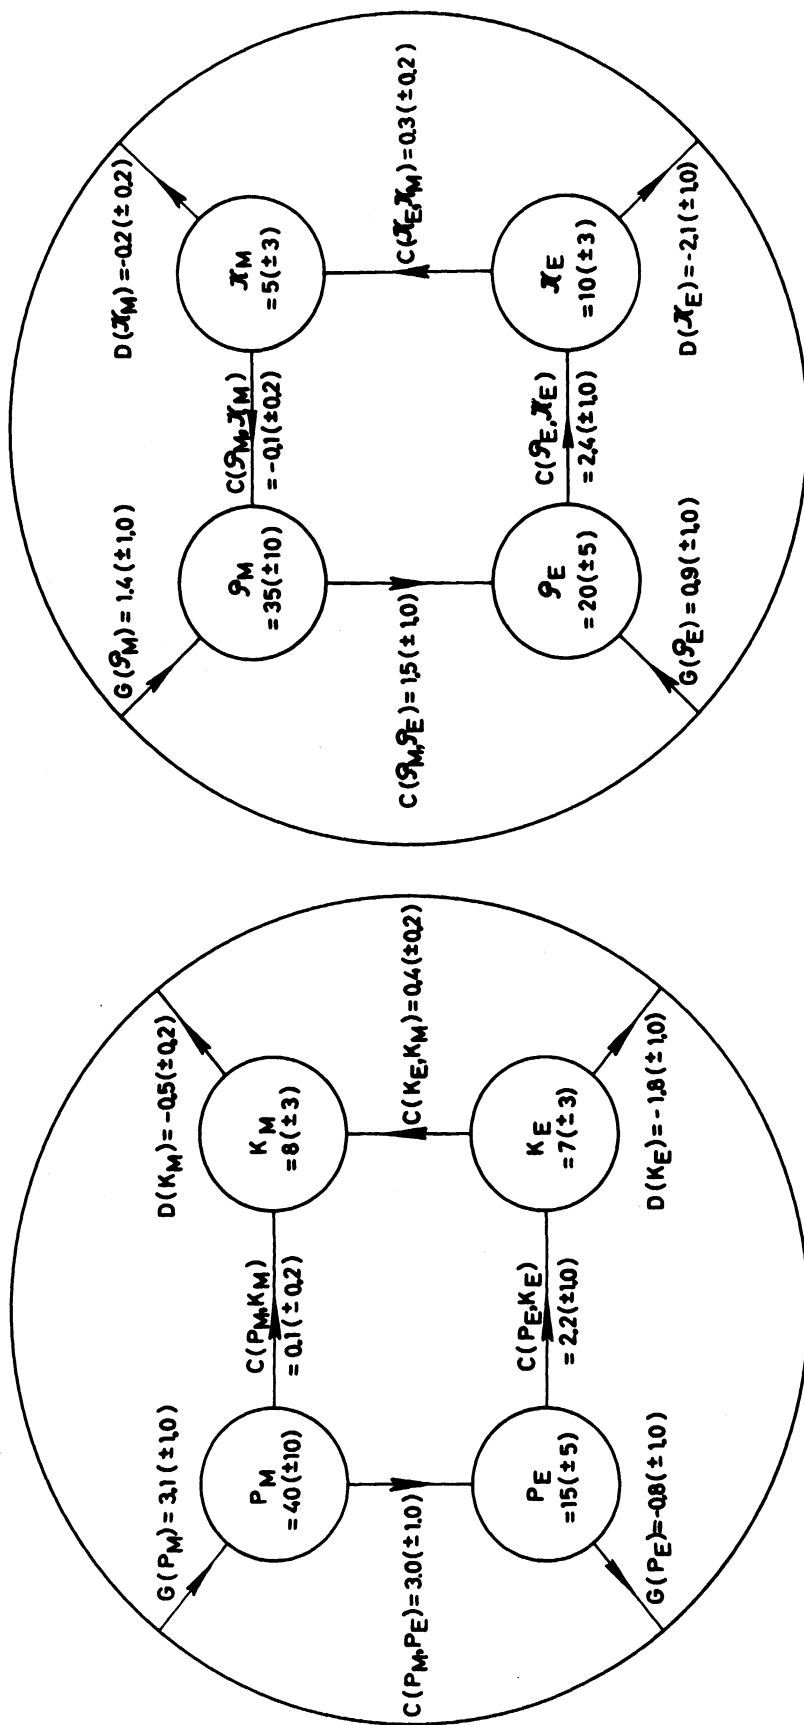 G(P_M)=3.1(±1.0)
D(K_M)=-0.5(±0.2)
P_M
=40(±10)
C(P_M,K_M)
=0.1(±0.2)
K_M
=8(±3)
C(P_M,P_E)=3.0(±1.0)
C(K_E,K_M)=0.4(±0.2)
P_E
=15(±5)
C(P_E,K_E)
=2.2(±1.0)
K_E
=7(±3)
G(P_E)=-0.8(±1.0)
D(K_E)=-1.8(±1.0)
G(𝒫_M)=1.4(±1.0)
D(𝒦_M)=-0.2(±0.2)
𝒫_M
=35(±10)
C(𝒫_M,𝒦_M)
=-0.1(±0.2)
𝒦_M
=5(±3)
C(𝒫_M,𝒫_E)=1.5(±1.0)
C(𝒦_E,𝒦_M)=0.3(±0.2)
𝒫_E
=20(±5)
C(𝒫_E,𝒦_E)
=2.4(±1.0)
𝒦_E
=10(±3)
G(𝒫_E)=0.9(±1.0)
D(𝒦_E)=-2.1(±1.0)